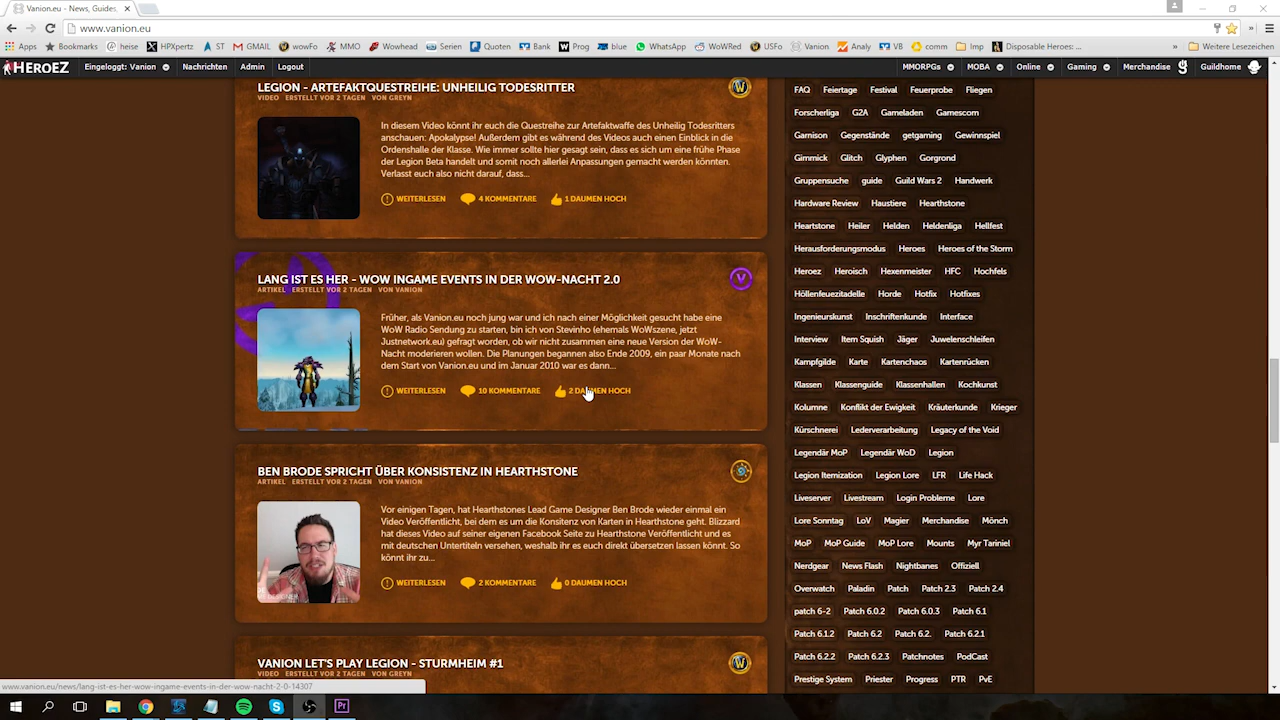 Vanion.eu - News, Guides,
www.vanion.eu
Apps Bookmarks heise HPXpertz ST GMAIL wowFo MMO Wowhead Serien Quoten Bank Prog blue WhatsApp WoWRed USFo Vanion Analy VB comm Imp Disposable Heroes: ... » Weitere Lesezeichen
HEROEZ Eingeloggt: Vanion Nachrichten Admin Logout MMORPGs MOBA Online Gaming Merchandise Guildhome
LEGION - ARTEFAKTQUESTREIHE: UNHEILIG TODESRITTER
VIDEO ERSTELLT VOR 2 TAGEN VON GREYN
In diesem Video könnt ihr euch die Questreihe zur Artefaktwaffe des Unheilig Todesritters
anschauen: Apokalypse! Außerdem gibt es während des Videos auch einen Einblick in die
Ordenshalle der Klasse. Wie immer sollte hier gesagt sein, dass es sich um eine frühe Phase
der Legion Beta handelt und somit noch allerlei Anpassungen gemacht werden könnten.
Verlasst euch also nicht darauf, dass...
WEITERLESEN 4 KOMMENTARE 1 DAUMEN HOCH
LANG IST ES HER - WOW INGAME EVENTS IN DER WOW-NACHT 2.0
ARTIKEL ERSTELLT VOR 2 TAGEN VON VANION
Früher, als Vanion.eu noch jung war und ich nach einer Möglichkeit gesucht habe eine
WoW Radio Sendung zu starten, bin ich von Stevinho (ehemals WoWszene, jetzt
Justnetwork.eu) gefragt worden, ob wir nicht zusammen eine neue Version der WoW-
Nacht moderieren wollen. Die Planungen begannen also Ende 2009, ein paar Monate nach
dem Start von Vanion.eu und im Januar 2010 war es dann...
WEITERLESEN 10 KOMMENTARE 2 DAUMEN HOCH
BEN BRODE SPRICHT ÜBER KONSISTENZ IN HEARTHSTONE
ARTIKEL ERSTELLT VOR 2 TAGEN VON VANION
Vor einigen Tagen, hat Hearthstones Lead Game Designer Ben Brode wieder einmal ein
Video Veröffentlicht, bei dem es um die Konsitenz von Karten in Hearthstone geht. Blizzard
hat dieses Video auf seiner eigenen Facebook Seite zu Hearthstone Veröffentlicht und es
mit deutschen Untertiteln versehen, weshalb ihr es euch direkt übersetzen lassen könnt. So
könnt ihr zu...
WEITERLESEN 2 KOMMENTARE 0 DAUMEN HOCH
VANION LET'S PLAY LEGION - STURMHEIM #1
VIDEO ERSTELLT VOR 2 TAGEN VON GREYN
FAQ Feiertage Festival Feuerprobe Fliegen
Forscherliga G2A Gameladen Gamescom
Garnison Gegenstände getgaming Gewinnspiel
Gimmick Glitch Glyphen Gorgrond
Gruppensuche guide Guild Wars 2 Handwerk
Hardware Review Haustiere Hearthstone
Heartstone Heiler Helden Heldenliga Hellfest
Herausforderungsmodus Heroes Heroes of the Storm
Heroez Heroisch Hexenmeister HFC Hochfels
Höllenfeuezitadelle Horde Hotfix Hotfixes
Ingenieurskunst Inschriftenkunde Interface
Interview Item Squish Jäger Juwelenschleifen
Kampfgilde Karte Kartenchaos Kartenrücken
Klassen Klassenguide Klassenhallen Kochkunst
Kolumne Konflikt der Ewigkeit Kräuterkunde Krieger
Kürschnerei Lederverarbeitung Legacy of the Void
Legendär MoP Legendär WoD Legion
Legion Itemization Legion Lore LFR Life Hack
Liveserver Livestream Login Probleme Lore
Lore Sonntag LoV Magier Merchandise Mönch
MoP MoP Guide MoP Lore Mounts Myr Tariniel
Nerdgear News Flash Nightbanes Offiziell
Overwatch Paladin Patch Patch 2.3 Patch 2.4
patch 6-2 Patch 6.0.2 Patch 6.0.3 Patch 6.1
Patch 6.1.2 Patch 6.2 Patch 6.2. Patch 6.2.1
Patch 6.2.2 Patch 6.2.3 Patchnotes PodCast
Prestige System Priester Progress PTR PvE
www.vanion.eu/news/lang-ist-es-her-wow-ingame-events-in-der-wow-nacht-2-0-14307